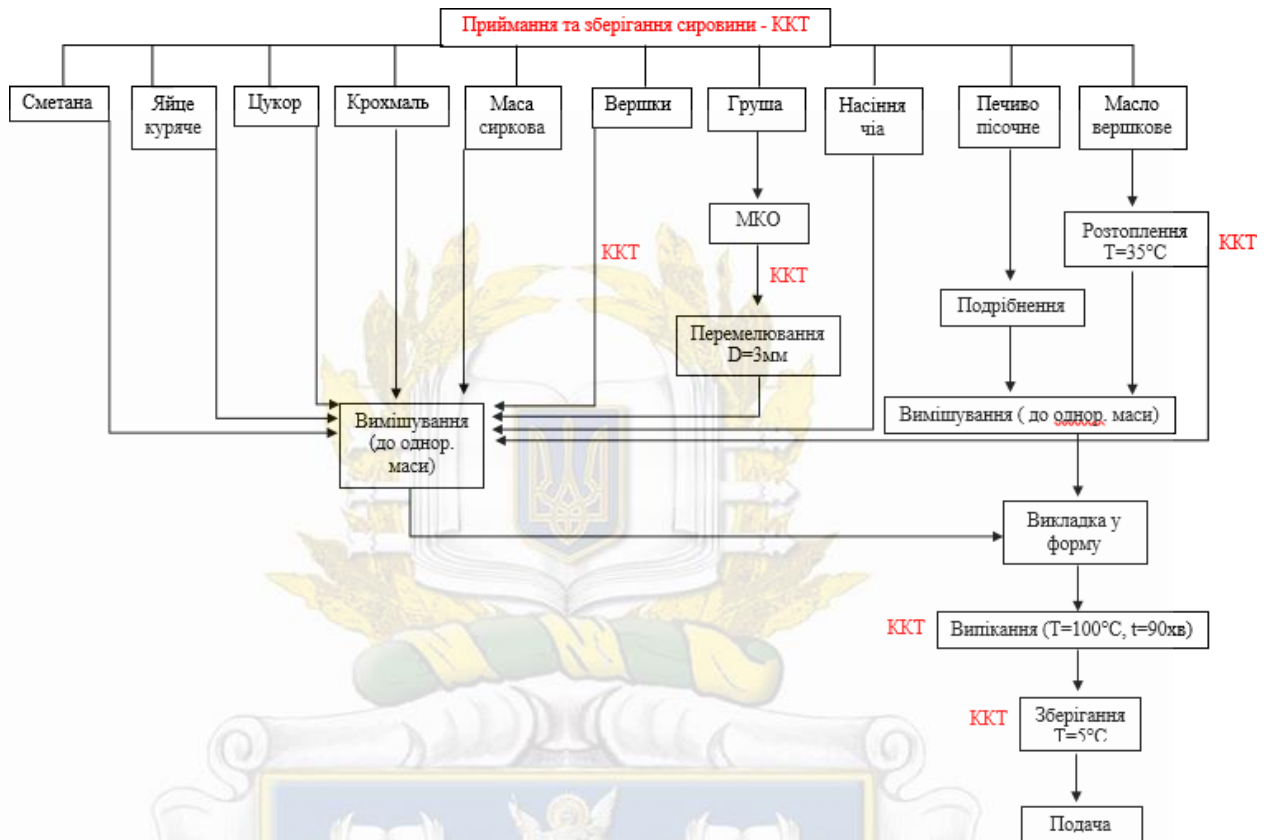 Приймання та зберігання сировини - ККТ
Сметана
Яйце
куряче
Цукор
Крохмаль
Маса
сиркова
Вершки
Груша
Насіння
чіа
Печиво
пісочне
Масло
вершкове
МКО
Розтоплення
T=35°C
ККТ
ККТ
ККТ
Подрібнення
Перемелювання
D=3мм
Вимішування
(до однор.
маси)
Вимішування ( до однор. маси)
Викладка у
форму
ККТ
Випікання (T=100°C, t=90хв)
ККТ
Зберігання
T=5°C
Подача